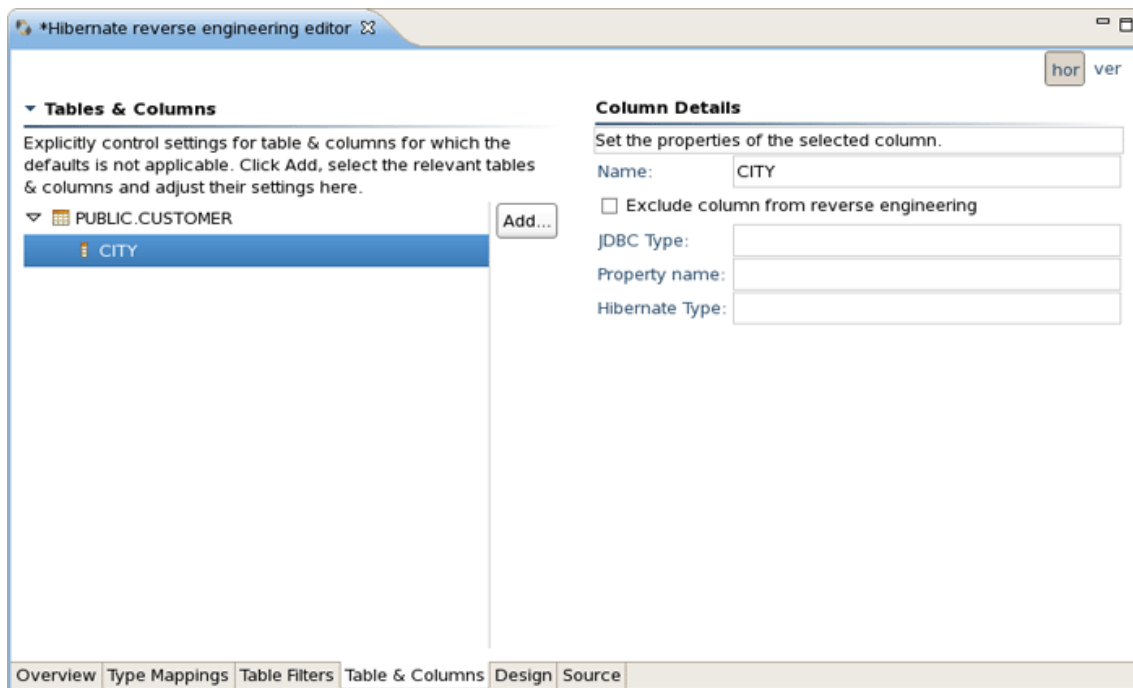 *Hibernate reverse engineering editor
hor ver
Tables & Columns
Explicitly control settings for table & columns for which the
defaults is not applicable. Click Add, select the relevant tables
& columns and adjust their settings here.
PUBLIC.CUSTOMER
CITY
Add...
Column Details
Set the properties of the selected column.
Name: CITY
Exclude column from reverse engineering
JDBC Type:
Property name:
Hibernate Type:
Overview Type Mappings Table Filters Table & Columns Design Source